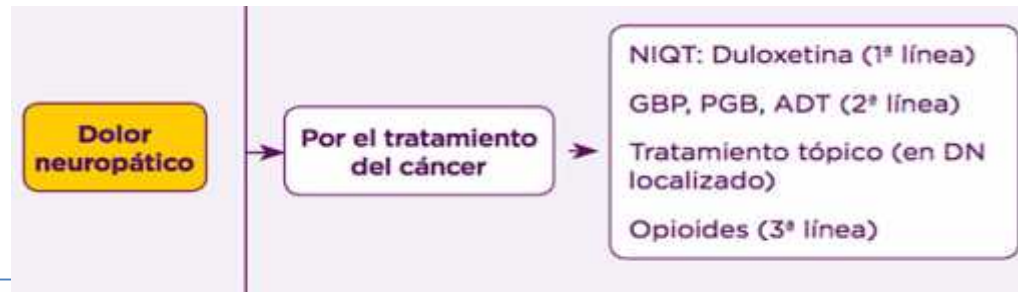 Dolor
neuropático
Por el tratamiento
del cáncer
NIQT: Duloxetina (1ª línea)
GBP, PGB, ADT (2ª línea)
Tratamiento tópico (en DN
localizado)
Opioides (3ª línea)